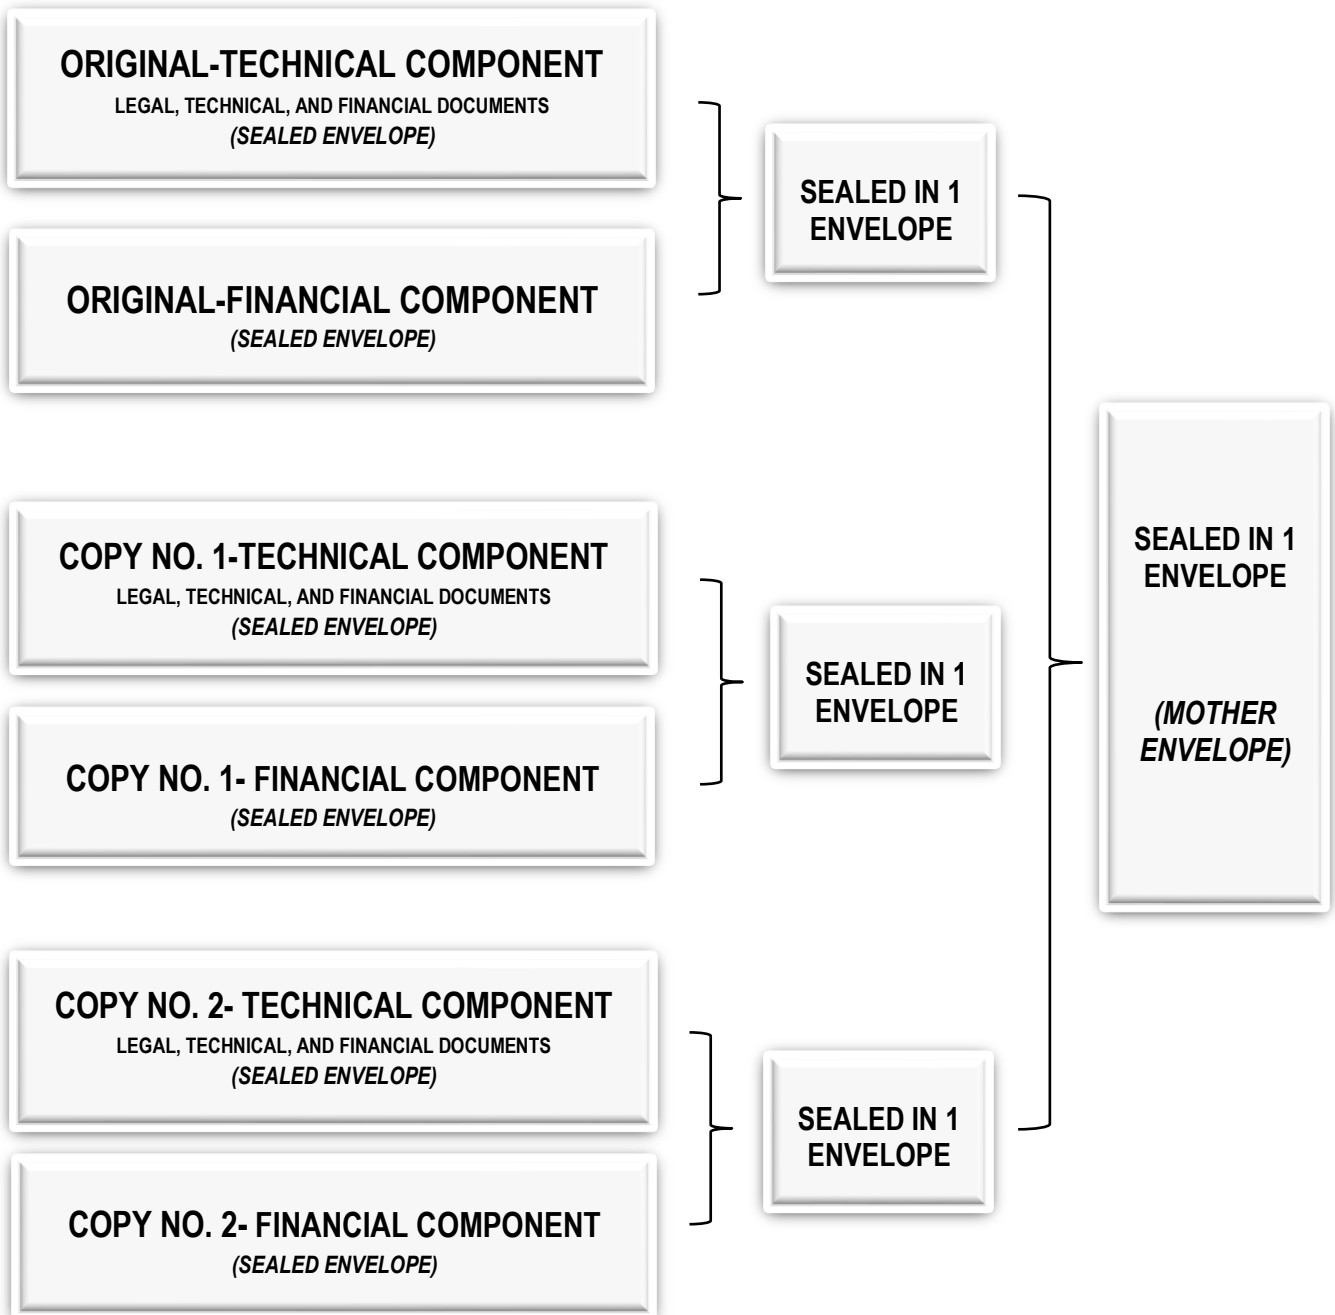 ORIGINAL-TECHNICAL COMPONENT
LEGAL, TECHNICAL, AND FINANCIAL DOCUMENTS
(SEALED ENVELOPE)
ORIGINAL-FINANCIAL COMPONENT
(SEALED ENVELOPE)
SEALED IN 1
ENVELOPE
COPY NO. 1-TECHNICAL COMPONENT
LEGAL, TECHNICAL, AND FINANCIAL DOCUMENTS
(SEALED ENVELOPE)
COPY NO. 1- FINANCIAL COMPONENT
(SEALED ENVELOPE)
SEALED IN 1
ENVELOPE
COPY NO. 2- TECHNICAL COMPONENT
LEGAL, TECHNICAL, AND FINANCIAL DOCUMENTS
(SEALED ENVELOPE)
COPY NO. 2- FINANCIAL COMPONENT
(SEALED ENVELOPE)
SEALED IN 1
ENVELOPE
SEALED IN 1
ENVELOPE
(MOTHER
ENVELOPE)